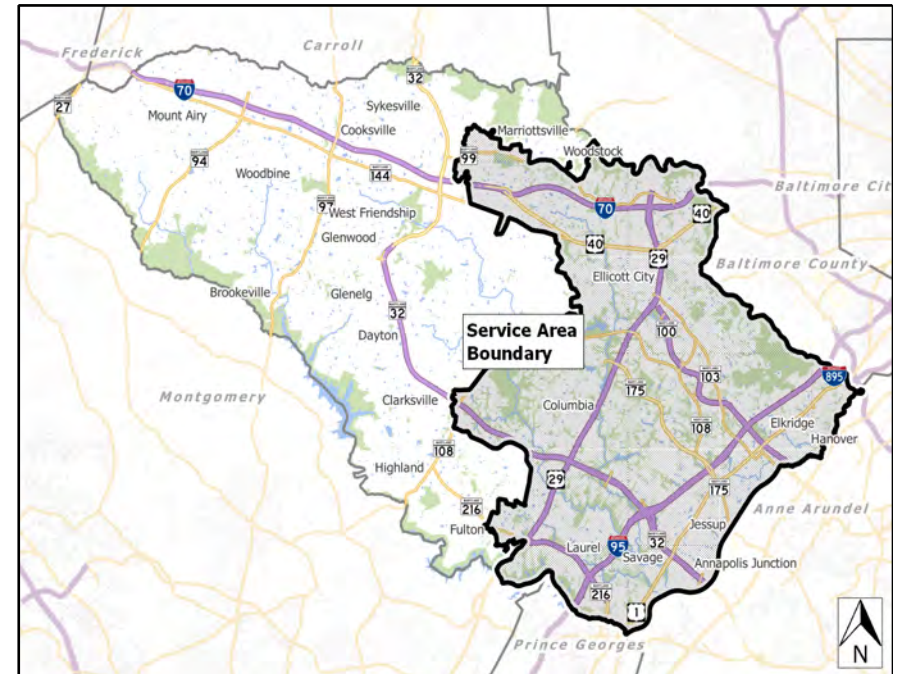 Frederick
Carroll
32
70
27
Mount Airy
Sykesville
Cooksville
Marriottsville
99
Woodstock
94
144
Woodbine
Baltimore Cit
97
West Friendship
70
40
40
Glenwood
29
Baltimore County
Ellicott City
Brookeville
Glenelg
32
Service Area
Boundary
Dayton
100
103
895
175
Montgomery
Clarksville
Columbia
108
Elkridge
Hanover
108
Highland
29
175
216
Anne Arundel
Fulton
Jessup
Laurel
95
32
Savage
Annapolis Junction
216
1
Prince Georges
N